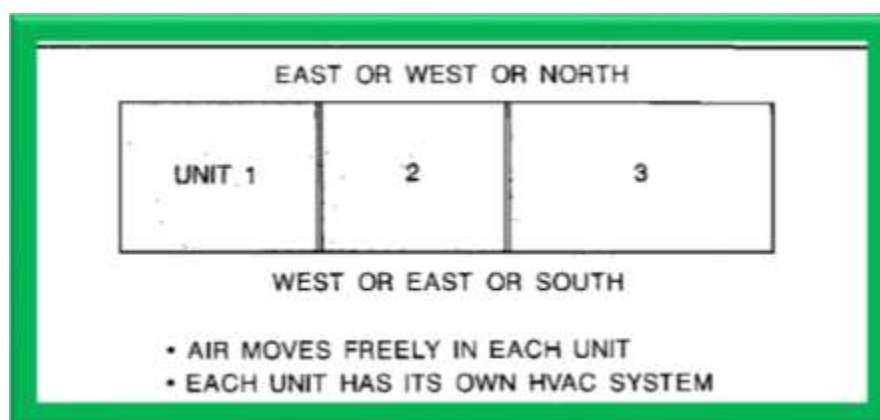 EAST OR WEST OR NORTH
UNIT 1
2
3
WEST OR EAST OR SOUTH
• AIR MOVES FREELY IN EACH UNIT
• EACH UNIT HAS ITS OWN HVAC SYSTEM